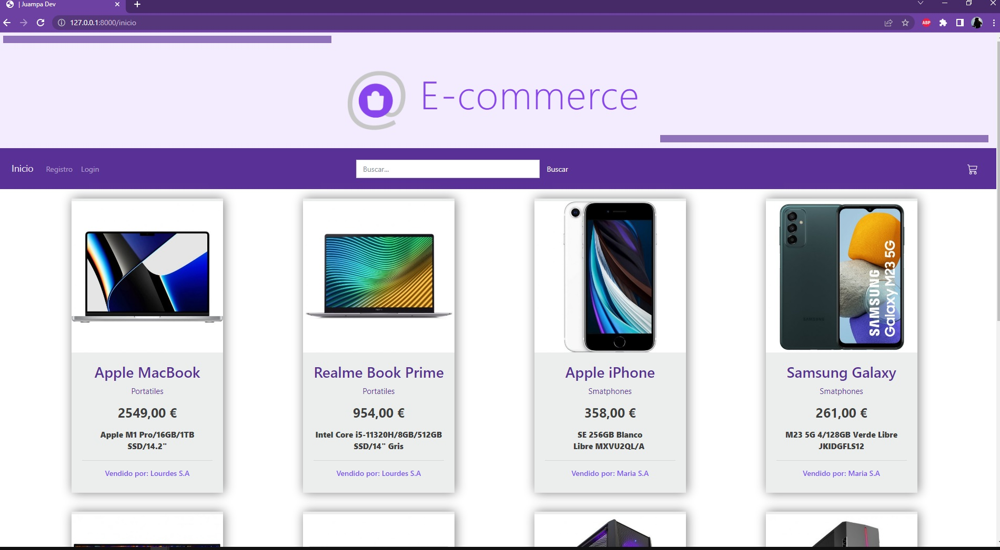 | Juampa Dev
127.0.0.1:8000/inicio
ABP
E-commerce
Inicio Registro Login Buscar... Buscar
SAMSUNG
Galaxy M23 5G
SAMSUNG
Apple MacBook
Portatiles
2549,00 €
Apple M1 Pro/16GB/1TB
SSD/14.2"
Vendido por: Lourdes S.A
Realme Book Prime
Portatiles
954,00 €
Intel Core i5-11320H/8GB/512GB
SSD/14" Gris
Vendido por: Lourdes S.A
Apple iPhone
Smatphones
358,00 €
SE 256GB Blanco
Libre MXVU2QL/A
Vendido por: Maria S.A
Samsung Galaxy
Smatphones
261,00 €
M23 5G 4/128GB Verde Libre
JKIDGFLS12
Vendido por: Maria S.A